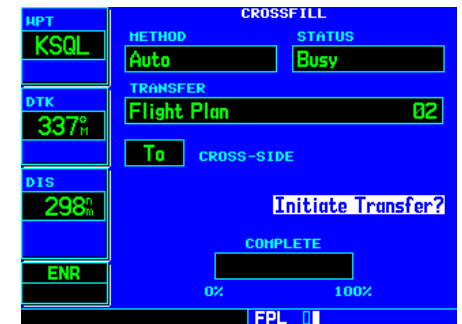 WPT
KSQL
DTK
337°M
DIS
298nm
ENR
CROSSFILL
METHOD STATUS
Auto Busy
TRANSFER
Flight Plan 02
To CROSS-SIDE
Initiate Transfer?
COMPLETE
0% 100%
FPL